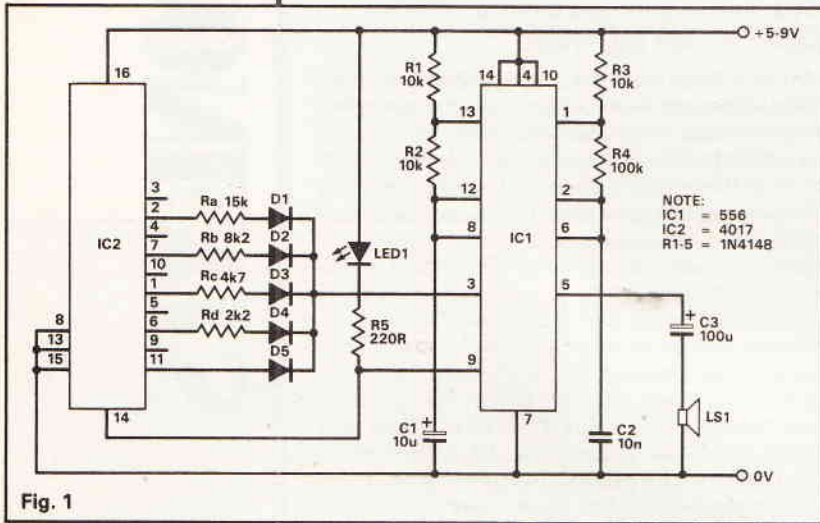 +5-9V
16
R1
10k
14 4 10
R3
10k
13
1
R2
10k
R4
100k
3
2
Ra 15k
D1
12
2
NOTE:
IC1 = 556
IC2 = 4017
R1-5 = 1N4148
4
IC2
7
Rb 8k2
D2
LED1
8
IC1
6
10
1
Rc 4k7
D3
3
5
5
6
Rd 2k2
D4
R5
220R
C3
100u
+
8
13
15
9
11
D5
9
LS1
14
7
C1
10u
+
C2
10n
0V
Fig. 1